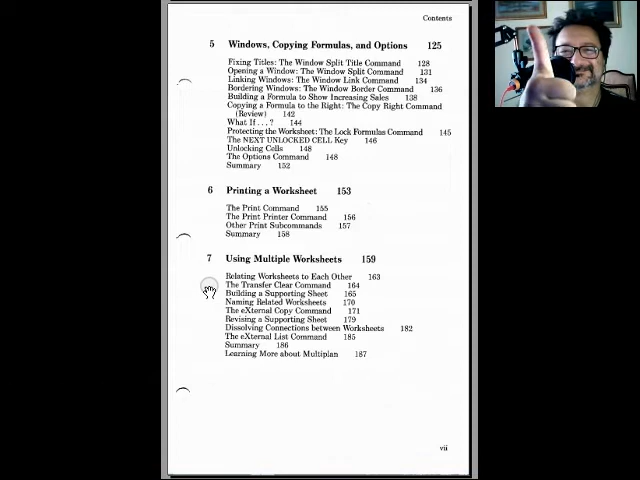 Contents
5 Windows, Copying Formulas, and Options 125
Fixing Titles: The Window Split Title Command 128
Opening a Window: The Window Split Command 131
Linking Windows: The Window Link Command 134
Bordering Windows: The Window Border Command 136
Building a Formula to Show Increasing Sales 138
Copying a Formula to the Right: The Copy Right Command
(Review) 142
What If . . . ? 144
Protecting the Worksheet: The Lock Formulas Command 145
The NEXT UNLOCKED CELL Key 146
Unlocking Cells 148
The Options Command 148
Summary 152
6 Printing a Worksheet 153
The Print Command 155
The Print Printer Command 156
Other Print Subcommands 157
Summary 158
7 Using Multiple Worksheets 159
Relating Worksheets to Each Other 163
The Transfer Clear Command 164
Building a Supporting Sheet 165
Naming Related Worksheets 170
The eXternal Copy Command 171
Revising a Supporting Sheet 179
Dissolving Connections between Worksheets 182
The eXternal List Command 185
Summary 186
Learning More about Multiplan 187
vii